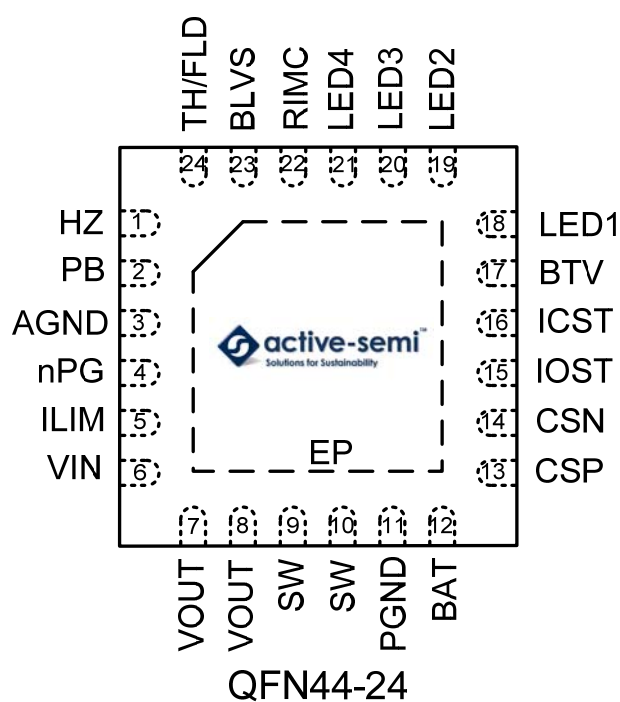 TH/FLD BLVS RIMC LED4 LED3 LED2
24 23 22 21 20 19
HZ 1 18 LED1
PB 2 17 BTV
AGND 3 16 ICST
nPG 4 15 IOST
ILIM 5 14 CSN
VIN 6 13 CSP
active-semi™
Solutions for Sustainability
EP
7 8 9 10 11 12
VOUT VOUT SW SW PGND BAT
QFN44-24